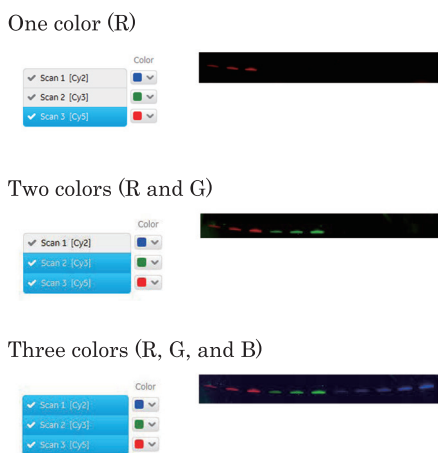 One color (R)
Color
Scan 1 [Cy2]
Scan 2 [Cy3]
Scan 3 [Cy5]
Two colors (R and G)
Color
Scan 1 [Cy2]
Scan 2 [Cy3]
Scan 3 [Cy5]
Three colors (R, G, and B)
Color
Scan 1 [Cy2]
Scan 2 [Cy3]
Scan 3 [Cy5]